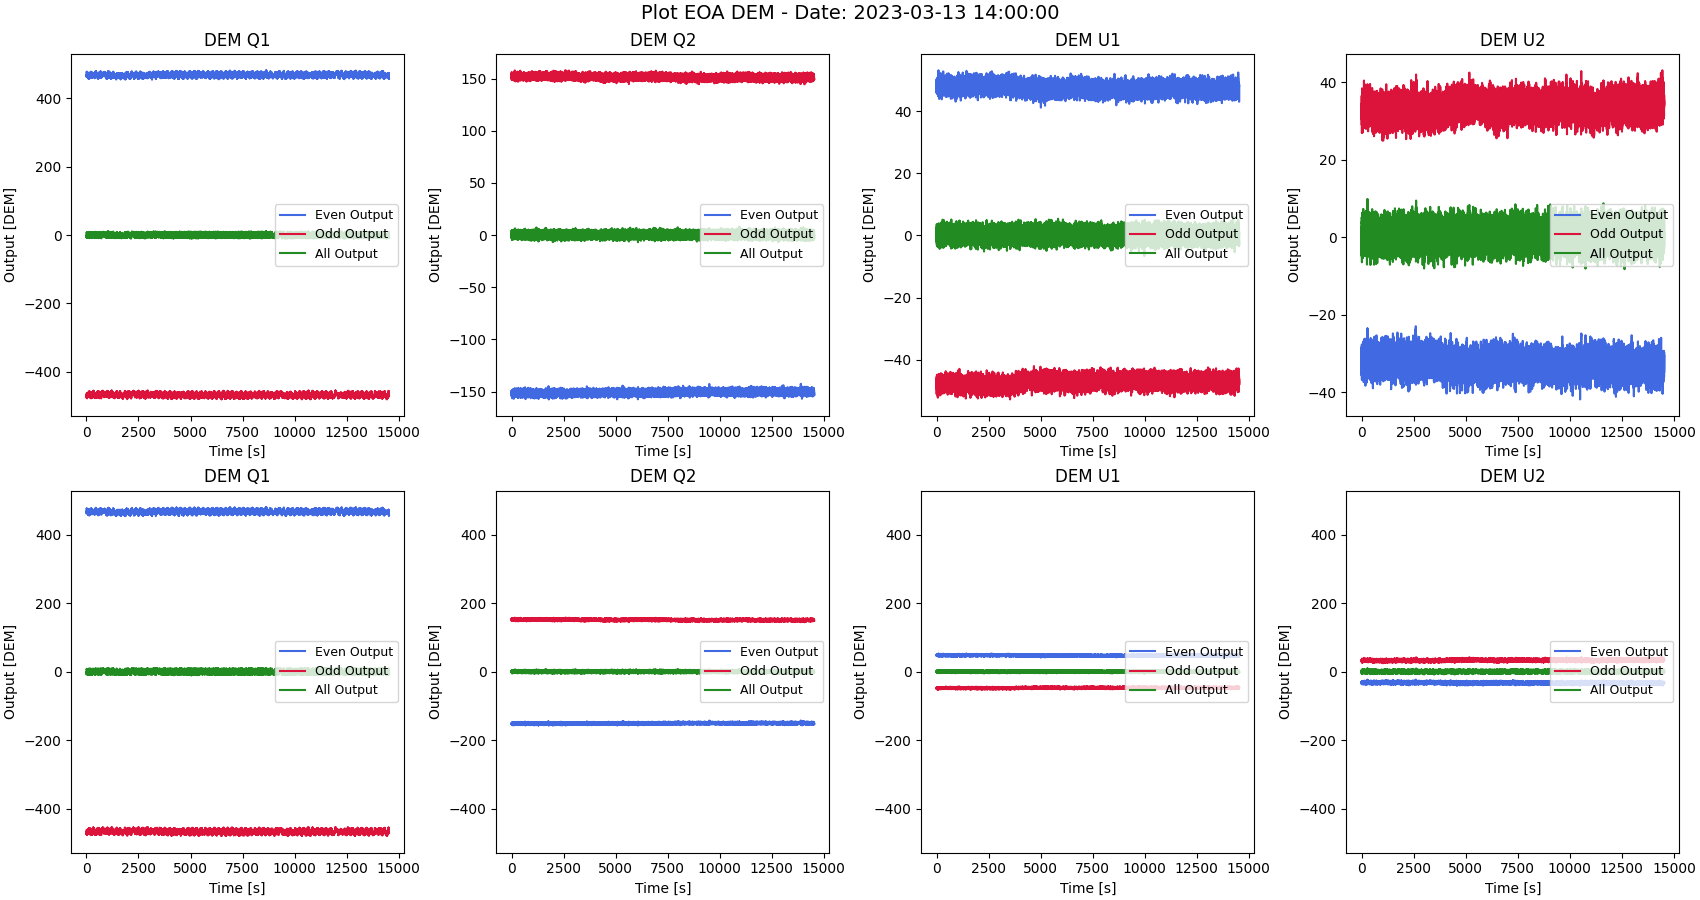 Plot EOA DEM - Date: 2023-03-13 14:00:00
DEM Q1
Output [DEM]
400
200
0
−200
−400
Even Output
Odd Output
All Output
0 2500 5000 7500 10000 12500 15000
Time [s]
DEM Q2
Output [DEM]
150
100
50
0
−50
−100
−150
Even Output
Odd Output
All Output
0 2500 5000 7500 10000 12500 15000
Time [s]
DEM U1
Output [DEM]
40
20
0
−20
−40
Even Output
Odd Output
All Output
0 2500 5000 7500 10000 12500 15000
Time [s]
DEM U2
Output [DEM]
40
20
0
−20
−40
Even Output
Odd Output
All Output
0 2500 5000 7500 10000 12500 15000
Time [s]
DEM Q1
Output [DEM]
400
200
0
−200
−400
Even Output
Odd Output
All Output
0 2500 5000 7500 10000 12500 15000
Time [s]
DEM Q2
Output [DEM]
400
200
0
−200
−400
Even Output
Odd Output
All Output
0 2500 5000 7500 10000 12500 15000
Time [s]
DEM U1
Output [DEM]
400
200
0
−200
−400
Even Output
Odd Output
All Output
0 2500 5000 7500 10000 12500 15000
Time [s]
DEM U2
Output [DEM]
400
200
0
−200
−400
Even Output
Odd Output
All Output
0 2500 5000 7500 10000 12500 15000
Time [s]